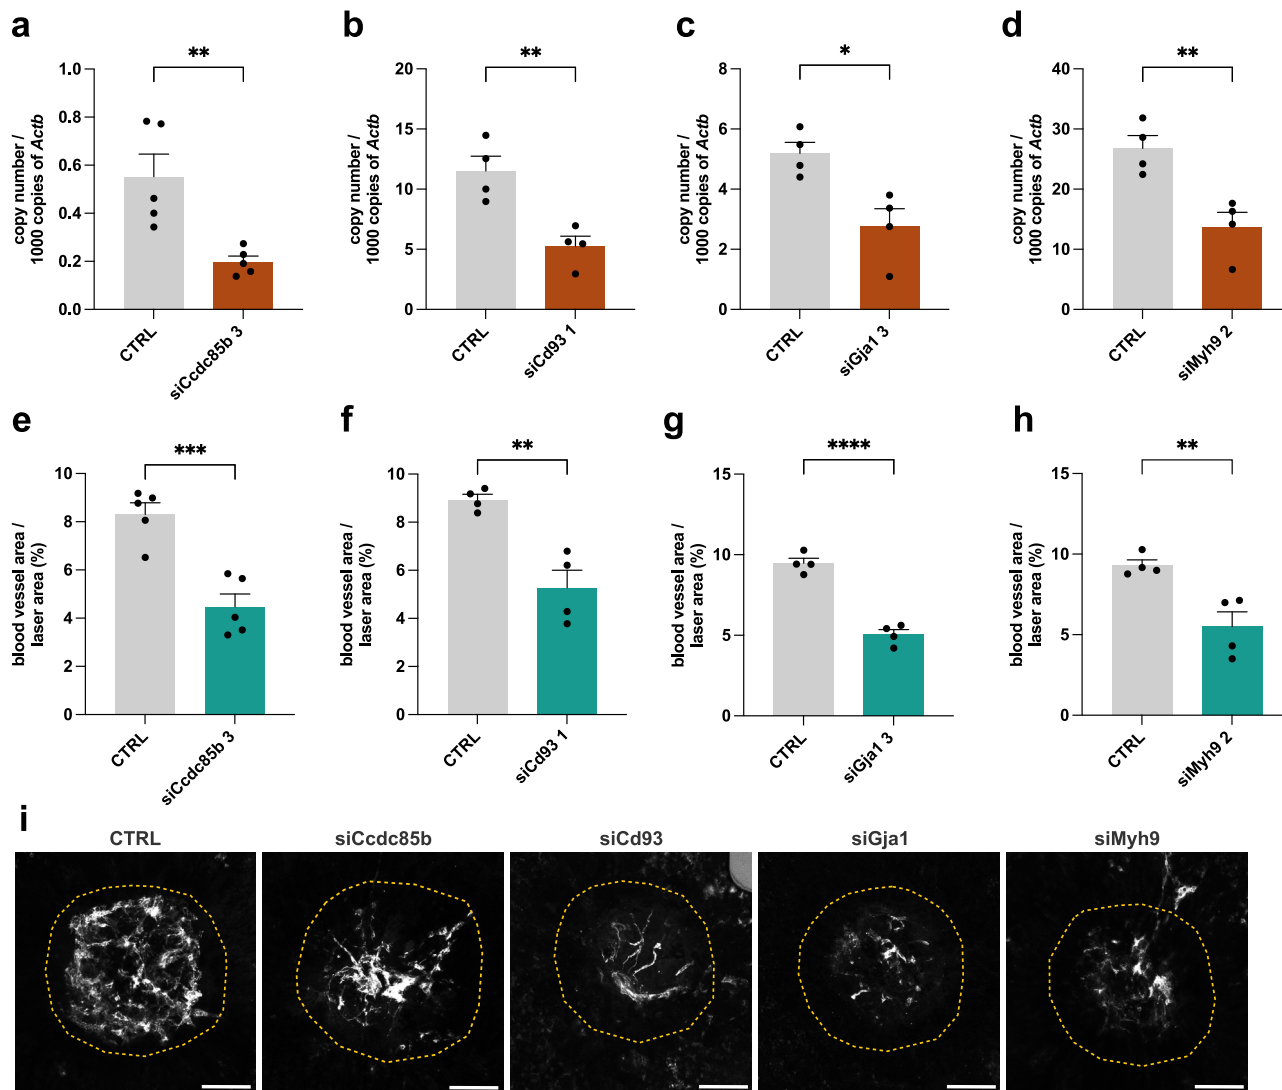 a
**
1.0
0.8
0.6
0.4
0.2
0.0
copy number /
1000 copies of Actb
CTRL
siCcdc85b 3
b
**
20
15
10
5
0
copy number /
1000 copies of Actb
CTRL
siCd93 1
c
*
8
6
4
2
0
copy number /
1000 copies of Actb
CTRL
siGja1 3
d
**
40
30
20
10
0
copy number /
1000 copies of Actb
CTRL
siMyh9 2
e
***
10
8
6
4
2
0
blood vessel area /
laser area (%)
CTRL
siCcdc85b 3
f
**
10
8
6
4
2
0
blood vessel area /
laser area (%)
CTRL
siCd93 1
g
****
15
10
5
0
blood vessel area /
laser area (%)
CTRL
siGja1 3
h
**
15
10
5
0
blood vessel area /
laser area (%)
CTRL
siMyh9 2
i
CTRL
siCcdc85b
siCd93
siGja1
siMyh9